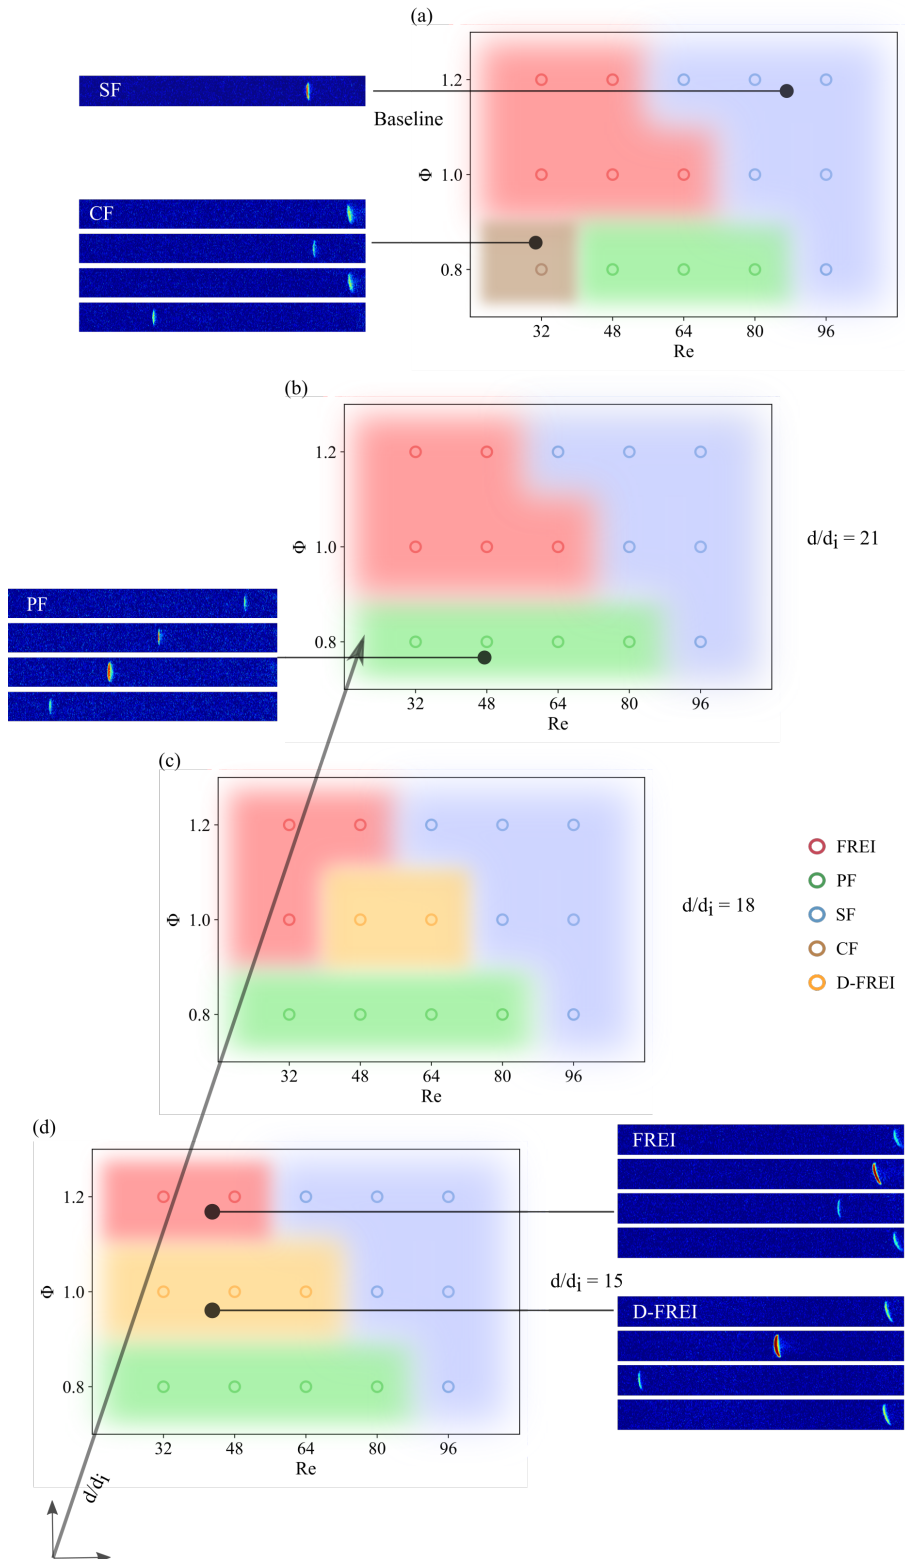 (a)
SF
Baseline
CF
Φ
1.2
1.0
0.8
32 48 64 80 96
Re
(b)
PF
Φ
1.2
1.0
0.8
32 48 64 80 96
Re
d/di = 21
(c)
Φ
1.2
1.0
0.8
32 48 64 80 96
Re
d/di = 18
FREI
PF
SF
CF
D-FREI
(d)
Φ
1.2
1.0
0.8
32 48 64 80 96
Re
FREI
d/di = 15
D-FREI
d/di